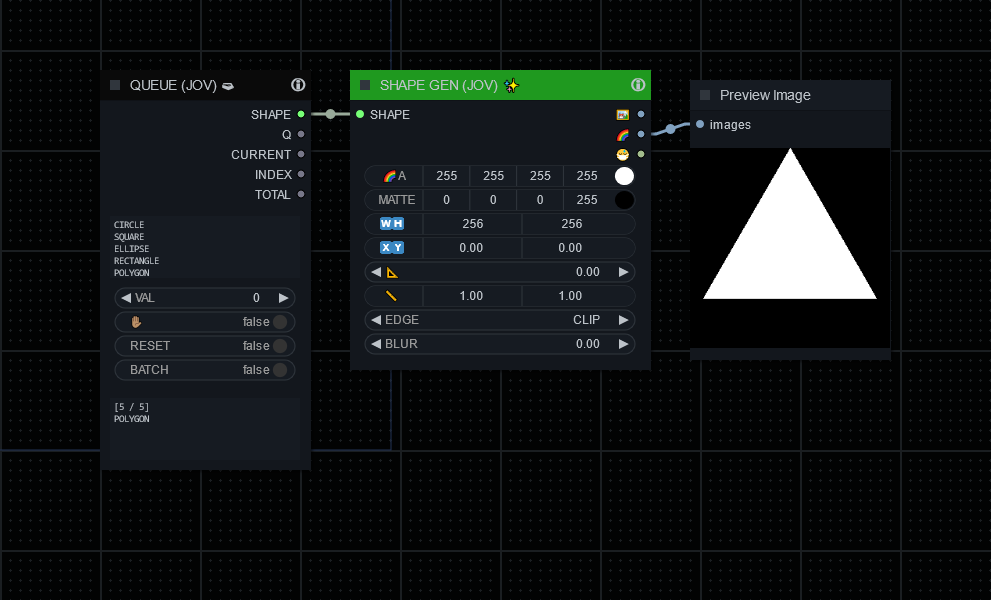 QUEUE (JOV)
SHAPE
Q
CURRENT
INDEX
TOTAL
CIRCLE
SQUARE
ELLIPSE
RECTANGLE
POLYGON
VAL 0
false
RESET false
BATCH false
[5 / 5]
POLYGON
SHAPE GEN (JOV)
SHAPE
A 255 255 255 255
MATTE 0 0 0 255
W H 256 256
X Y 0.00 0.00
0.00
1.00 1.00
EDGE CLIP
BLUR 0.00
Preview Image
images